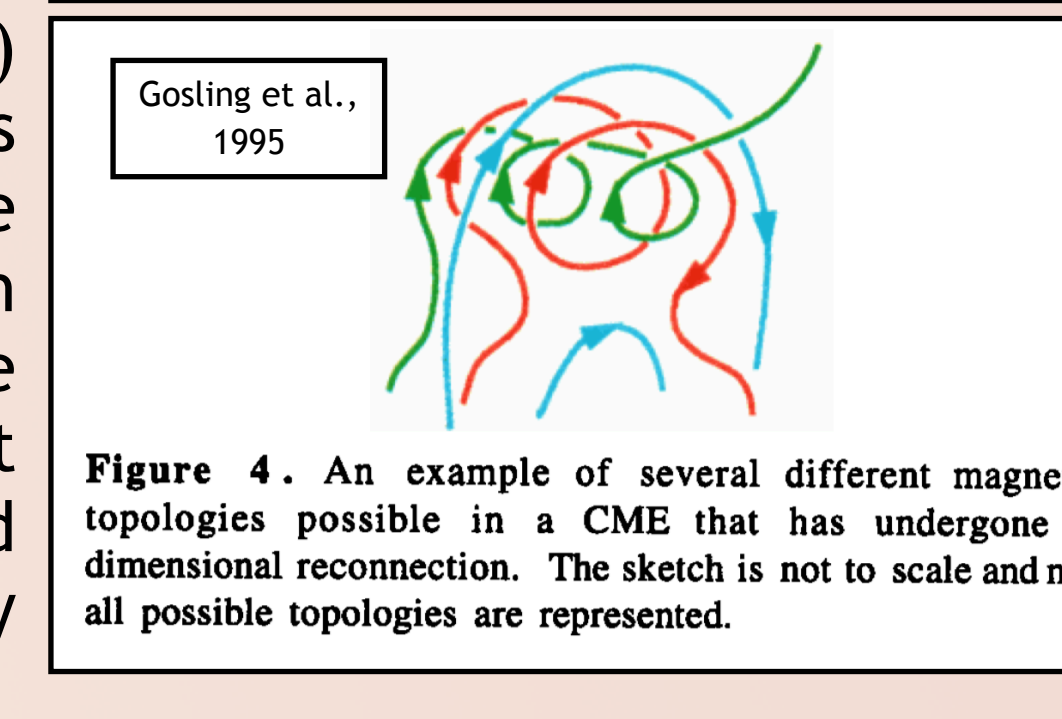 )
s
e
n
e
t
d
y
Gosling et al.,
1995
Figure 4. An example of several different magne
topologies possible in a CME that has undergone
dimensional reconnection. The sketch is not to scale and n
all possible topologies are represented.